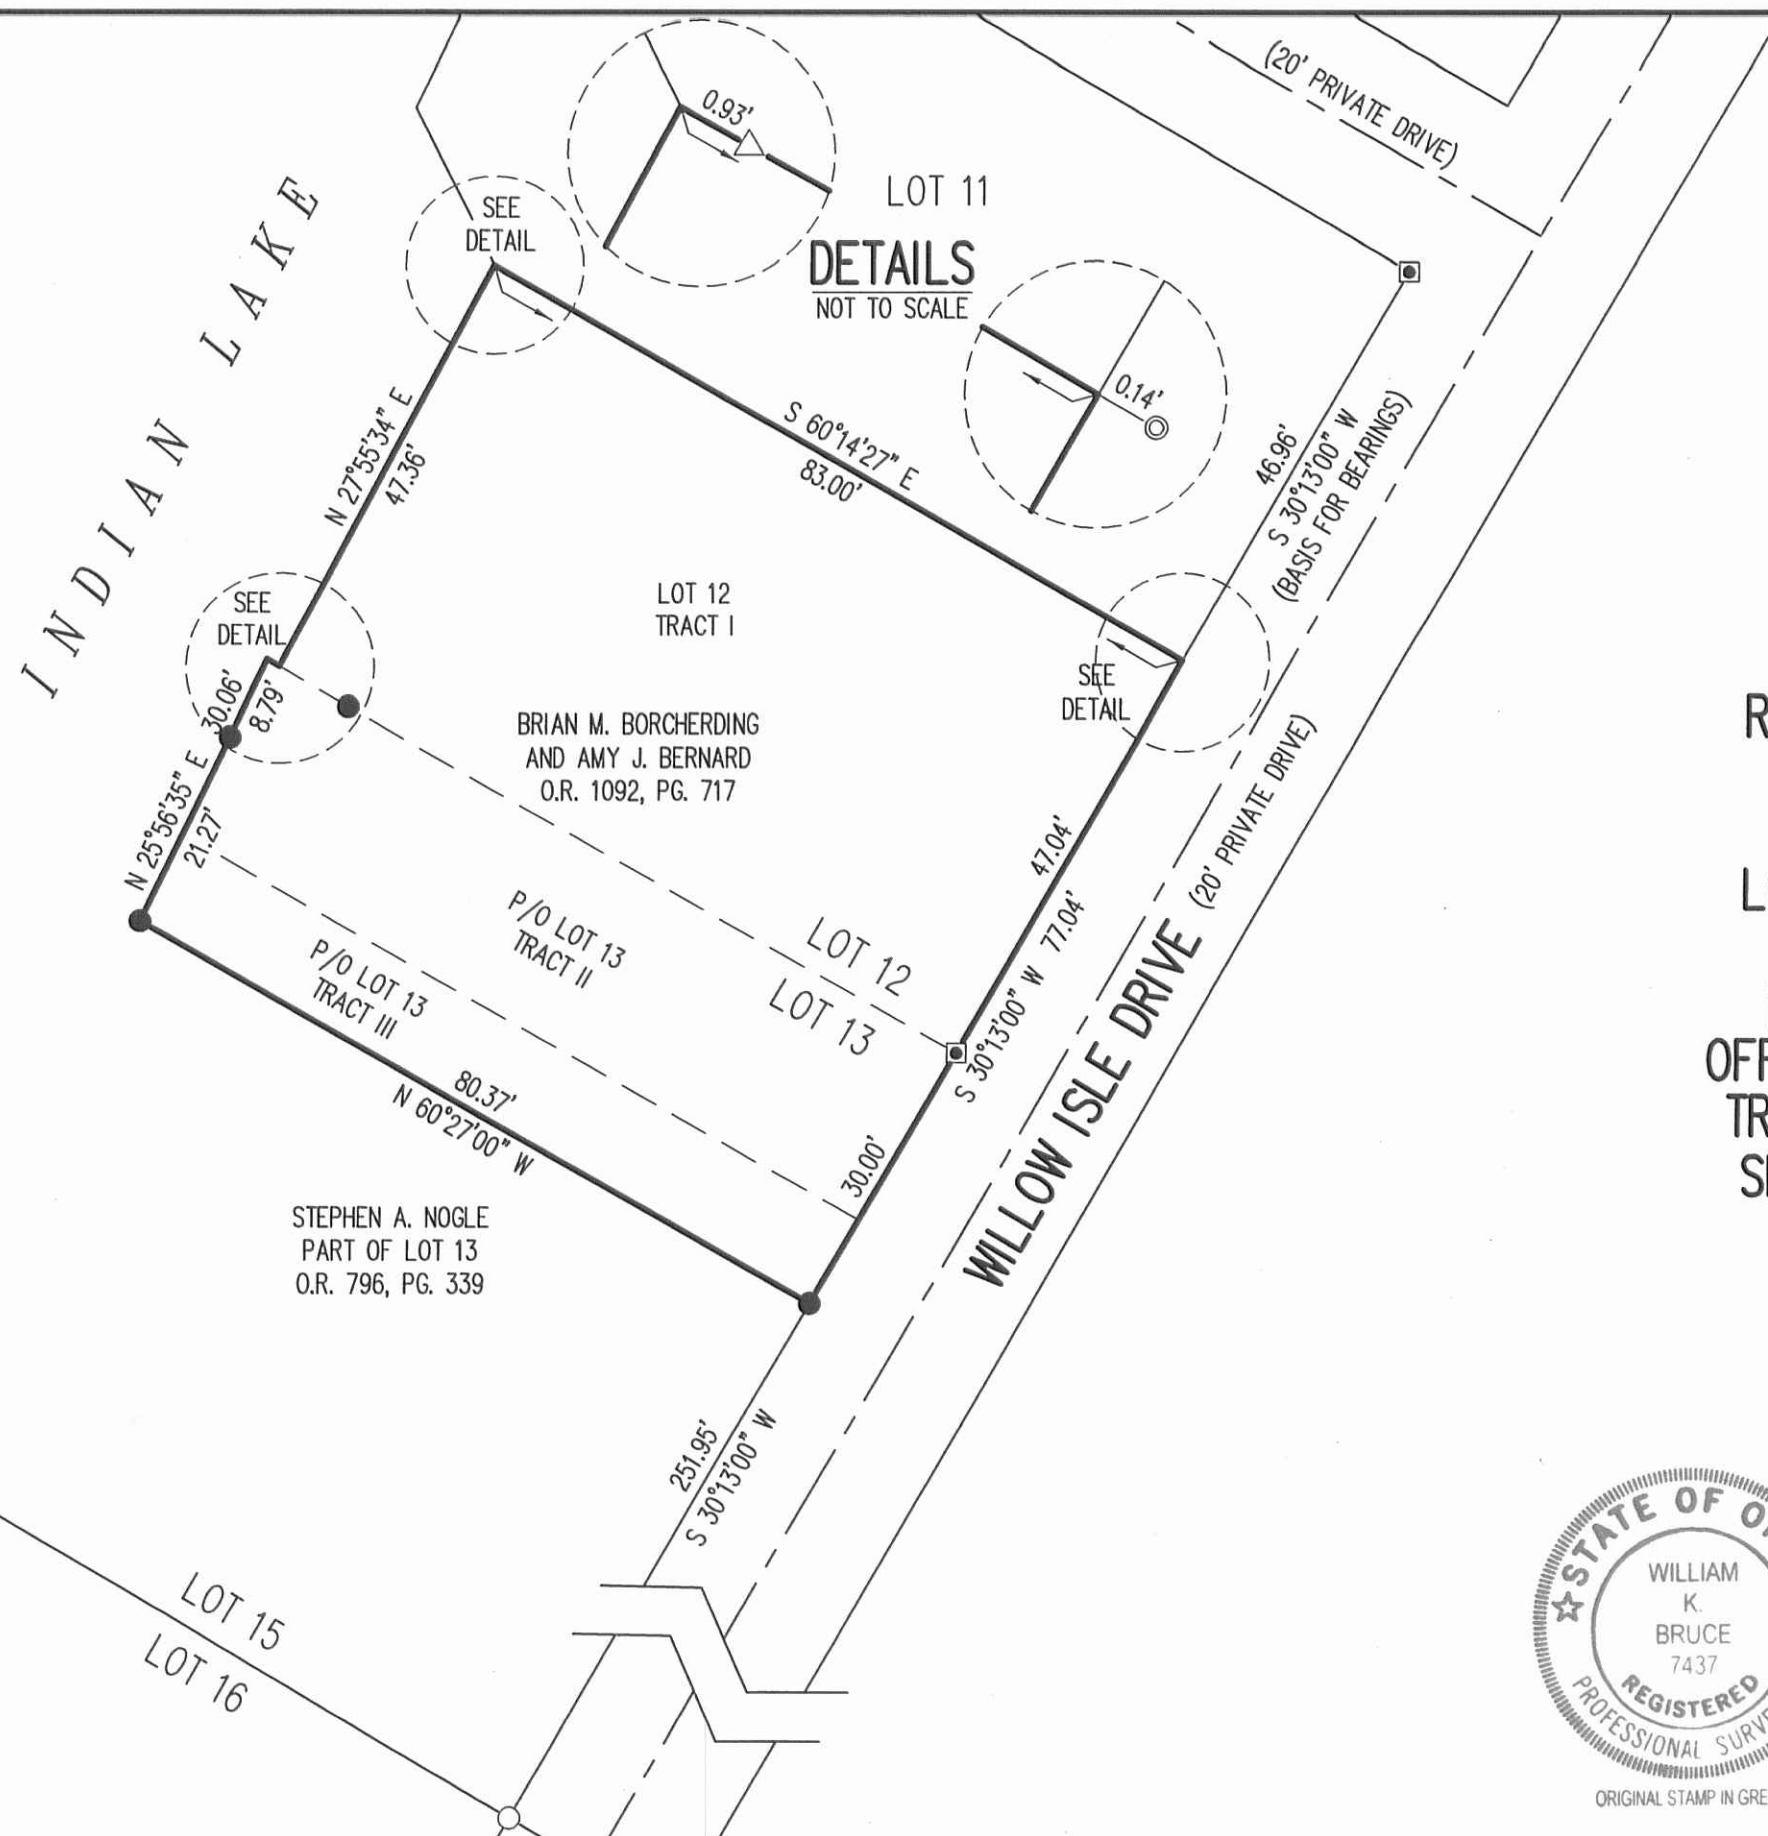 (20' PRIVATE DRIVE)
0.93'
LOT 11
SEE
DETAIL
DETAILS
NOT TO SCALE
INDIAN LAKE
0.14'
S 60°14'27" E
83.00'
N 27°55'34" E
47.36'
46.96'
S 30°13'00" W
(BASIS FOR BEARINGS)
LOT 12
TRACT I
SEE
DETAIL
SEE
DETAIL
30.06'
8.79'
BRIAN M. BORCHERDING
AND AMY J. BERNARD
O.R. 1092, PG. 717
N 25°56'35" E
21.27'
47.04'
77.04'
S 30°13'00" W
(20' PRIVATE DRIVE)
WILLOW ISLE DRIVE
P/O LOT 13
TRACT II
LOT 12
LOT 13
P/O LOT 13
TRACT III
80.37'
N 60°27'00" W
30.00'
STEPHEN A. NOGLE
PART OF LOT 13
O.R. 796, PG. 339
251.95'
S 30°13'00" W
LOT 15
LOT 16
R
L
OFF
TR
STATE OF O
WILLIAM
K.
BRUCE
7437
REGISTERED
PROFESSIONAL SURVE
ORIGINAL STAMP IN GRE